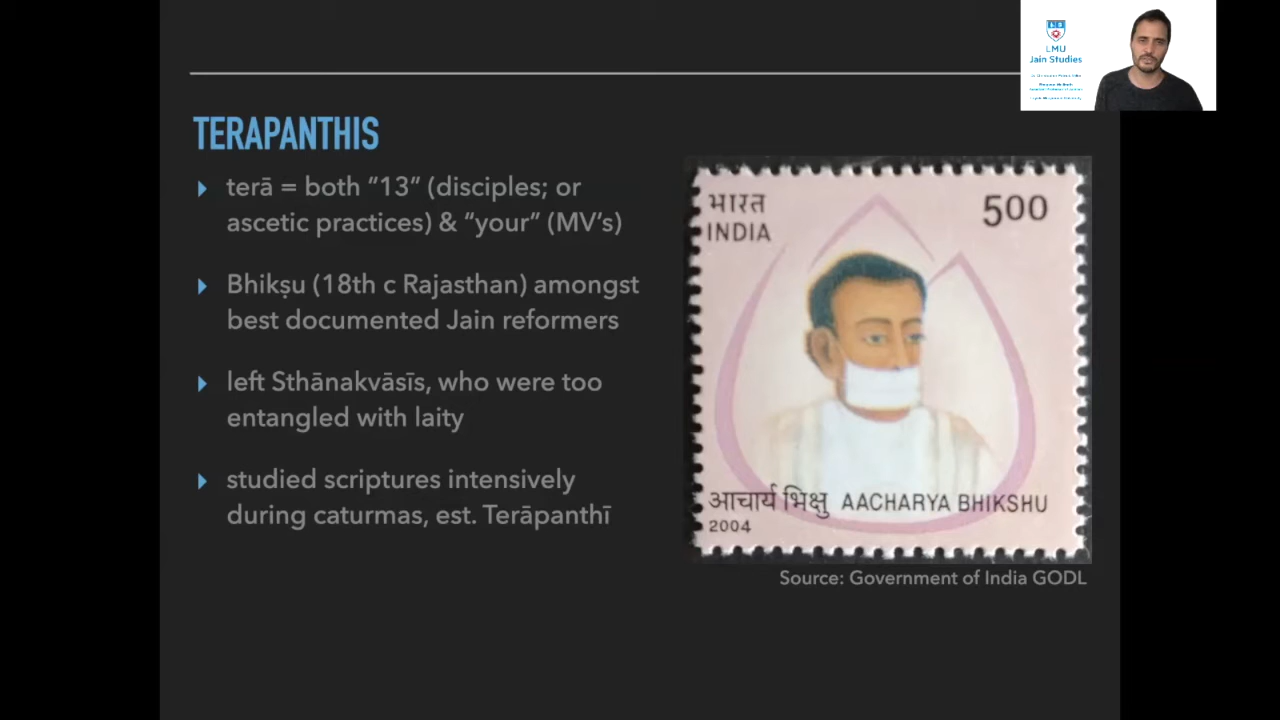 LMU
Jain Studies
TERAPANTHIS
terā = both “13” (disciples; or
ascetic practices) & “your” (MV’s)
Bhikṣu (18th c Rajasthan) amongst
best documented Jain reformers
left Sthānakvāsīs, who were too
entangled with laity
studied scriptures intensively
during caturmas, est. Terāpanthī
भारत
INDIA
500
आचार्य भिक्षु AACHARYA BHIKSHU
2004
Source: Government of India GODL